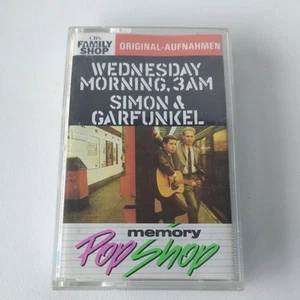 CBS
FAMILY
SHOP
ORIGINAL-AUFNAHMEN
WEDNESDAY
MORNING, 3AM
SIMON &
GARFUNKEL
memory
Pop Shop